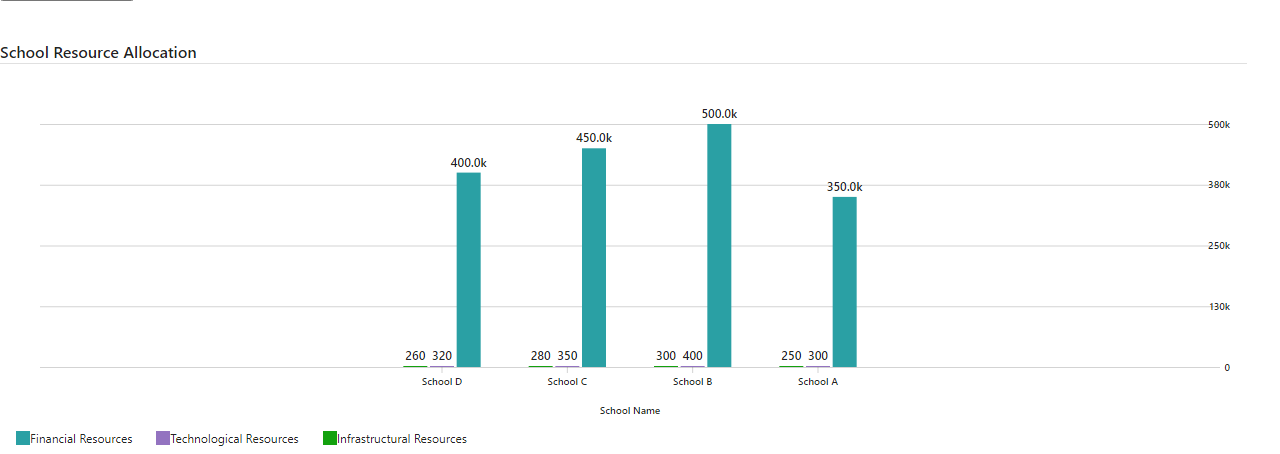 School Resource Allocation
500.0k
500k
450.0k
400.0k
380k
350.0k
250k
130k
260 320 280 350 300 400 250 300
0
School D School C School B School A
School Name
Financial Resources Technological Resources Infrastructural Resources